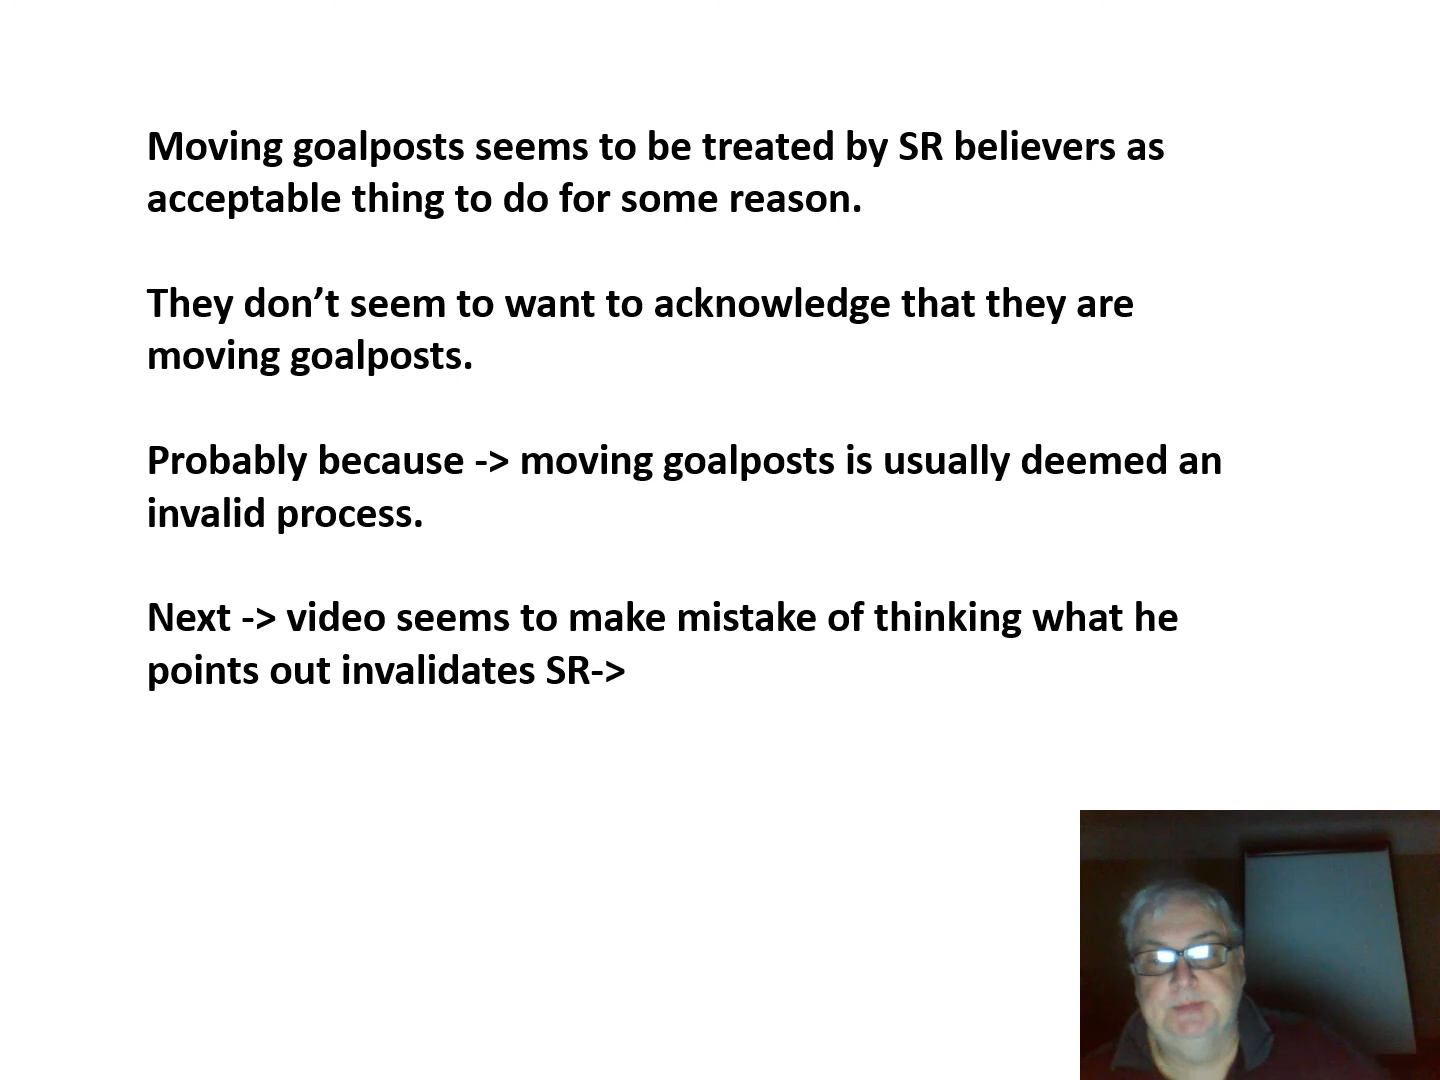 Moving goalposts seems to be treated by SR believers as
acceptable thing to do for some reason.
They don’t seem to want to acknowledge that they are
moving goalposts.
Probably because -> moving goalposts is usually deemed an
invalid process.
Next -> video seems to make mistake of thinking what he
points out invalidates SR->